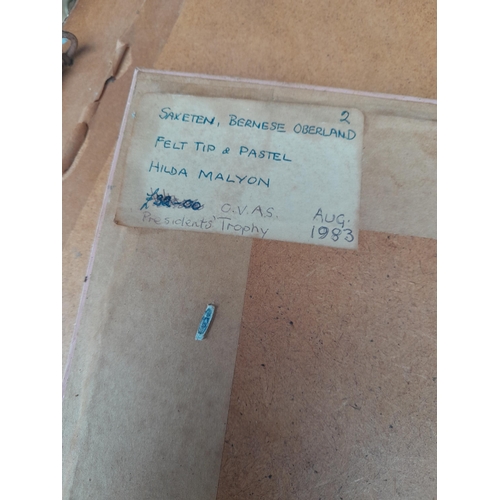 2
SAXETEN, BERNESE OBERLAND
FELT TIP & PASTEL
HILDA MALYON
G.V.A.S. AUG.
Presidents' Trophy 1983